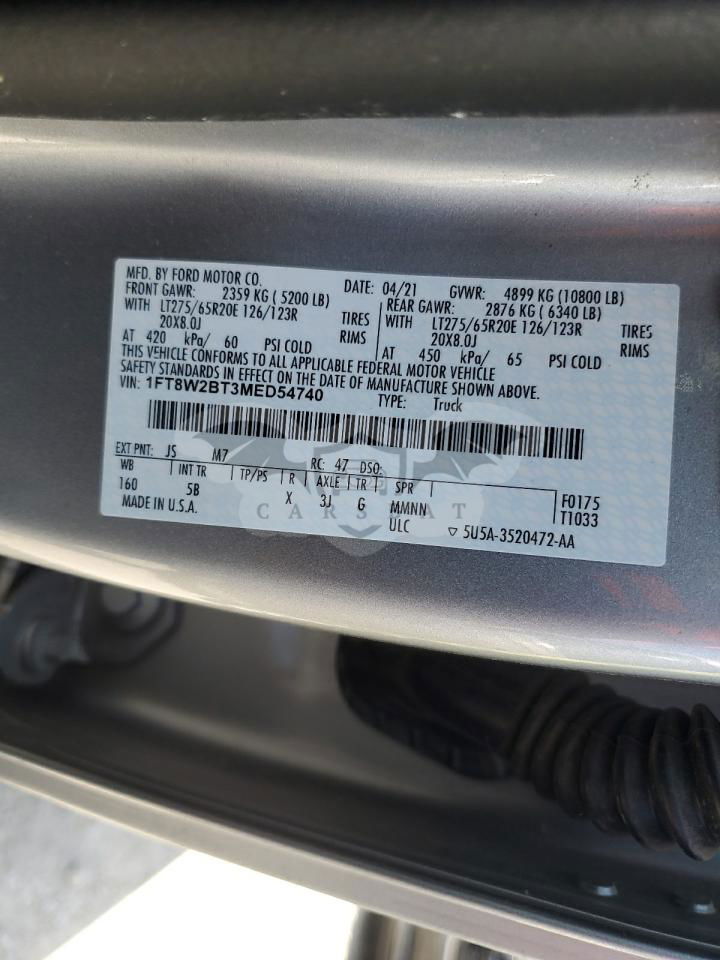 MFD. BY FORD MOTOR CO. DATE: 04/21 GVWR: 4899 KG (10800 LB)
FRONT GAWR: 2359 KG ( 5200 LB) REAR GAWR: 2876 KG ( 6340 LB)
WITH LT275/65R20E 126/123R TIRES WITH LT275/65R20E 126/123R TIRES
20X8.0J RIMS 20X8.0J RIMS
AT 420 kPa/ 60 PSI COLD AT 450 kPa/ 65 PSI COLD
THIS VEHICLE CONFORMS TO ALL APPLICABLE FEDERAL MOTOR VEHICLE
SAFETY STANDARDS IN EFFECT ON THE DATE OF MANUFACTURE SHOWN ABOVE.
VIN: 1FT8W2BT3MED54740 TYPE: Truck
EXT PNT: JS M7 RC: 47 DSO:
WB INT TR TP/PS R AXLE TR SPR F0175
160 5B X 3J G MMNN T1033
MADE IN U.S.A. ULC ▽ 5U5A-3520472-AA